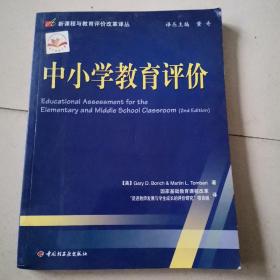 新课程与教育评价改革译丛
译丛主编 董奇
中小学教育评价
Educational Assessment for the
Elementary and Middle School Classroom (2nd Edition)
【美】Gary D. Borich & Martin L. Tombari 著
国家基础教育课程改革
“促进教师发展与学生成长的评价研究”项目组 译
中国轻工业出版社